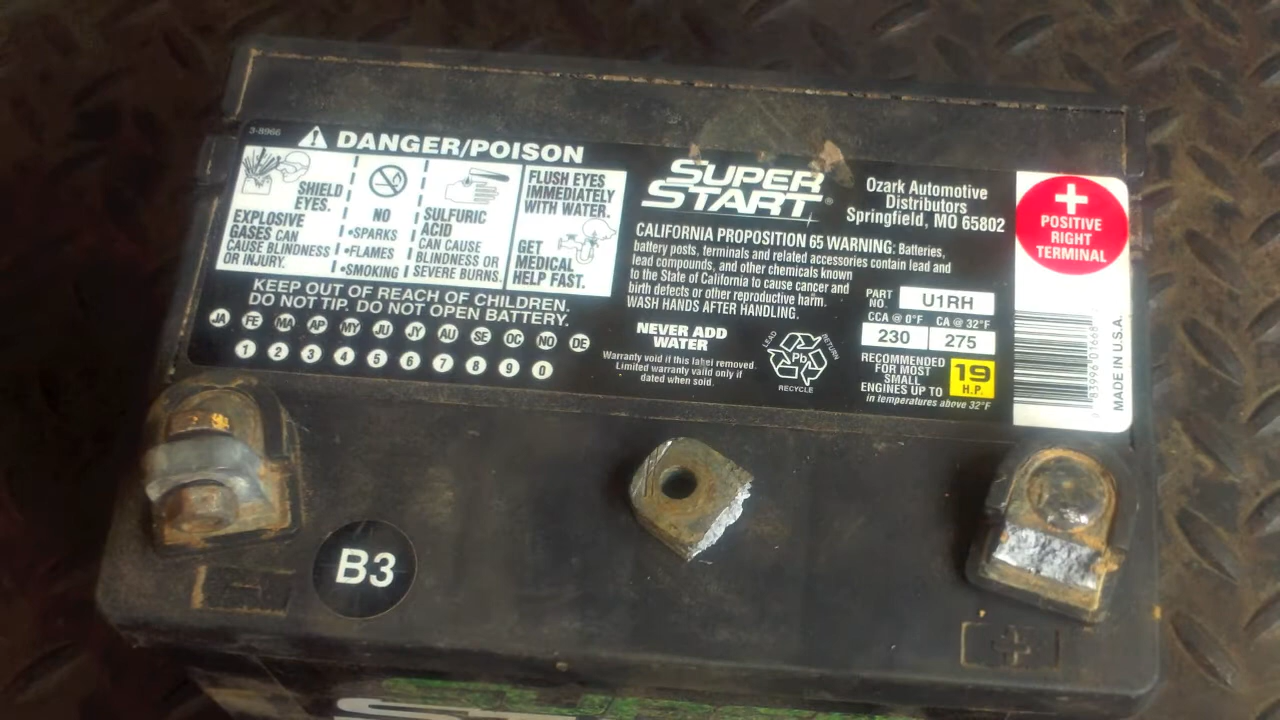 3-8966
DANGER/POISON
SHIELD
EYES.
EXPLOSIVE
GASES CAN
CAUSE BLINDNESS
OR INJURY.
NO
•SPARKS
•FLAMES
•SMOKING
SULFURIC
ACID
CAN CAUSE
BLINDNESS OR
SEVERE BURNS.
FLUSH EYES
IMMEDIATELY
WITH WATER.
GET
MEDICAL
HELP FAST.
KEEP OUT OF REACH OF CHILDREN.
DO NOT TIP. DO NOT OPEN BATTERY.
JA FE MA AP MY JU JY AU SE OC NO DE
1 2 3 4 5 6 7 8 9 0
SUPER
START®
Ozark Automotive
Distributors
Springfield, MO 65802
CALIFORNIA PROPOSITION 65 WARNING: Batteries,
battery posts, terminals and related accessories contain lead and
lead compounds, and other chemicals known
to the State of California to cause cancer and
birth defects or other reproductive harm.
WASH HANDS AFTER HANDLING.
NEVER ADD
WATER
Warranty void if this label removed.
Limited warranty valid only if
dated when sold.
LEAD
RETURN
Pb
RECYCLE
PART
NO.
U1RH
CCA @ 0°F CA @ 32°F
230 275
RECOMMENDED
FOR MOST
SMALL
ENGINES UP TO
19
H.P.
in temperatures above 32°F
+
POSITIVE
RIGHT
TERMINAL
MADE IN U.S.A.
B3